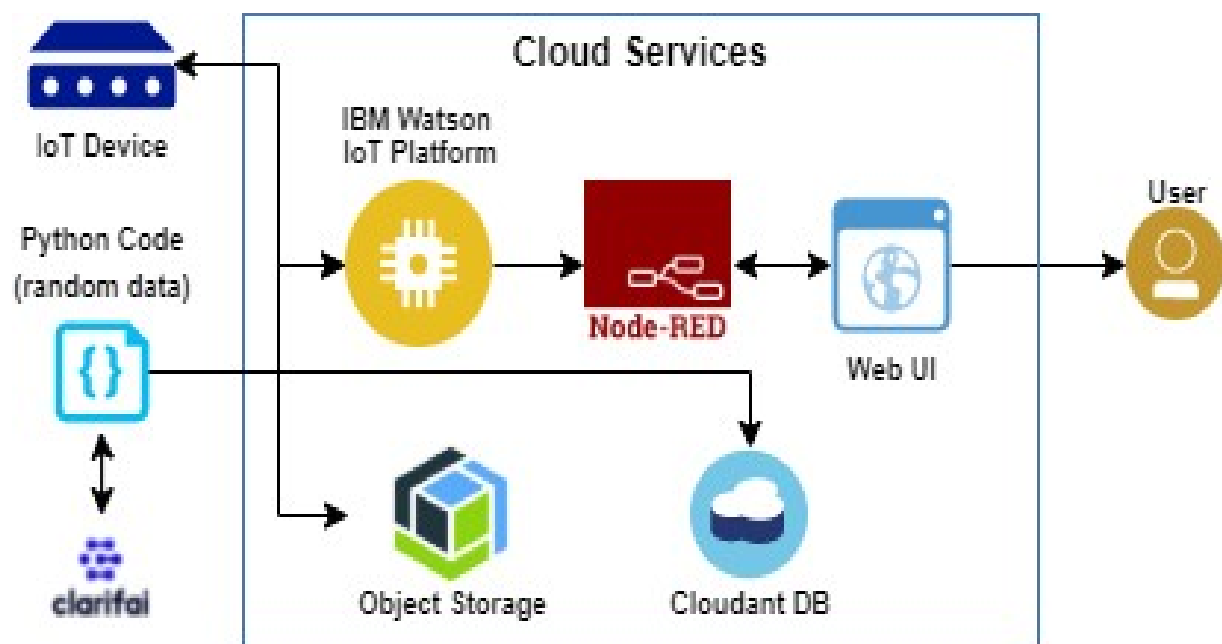 Cloud Services
IoT Device
IBM Watson
IoT Platform
User
Python Code
(random data)
Node-RED
Web UI
clarifai
Object Storage
Cloudant DB